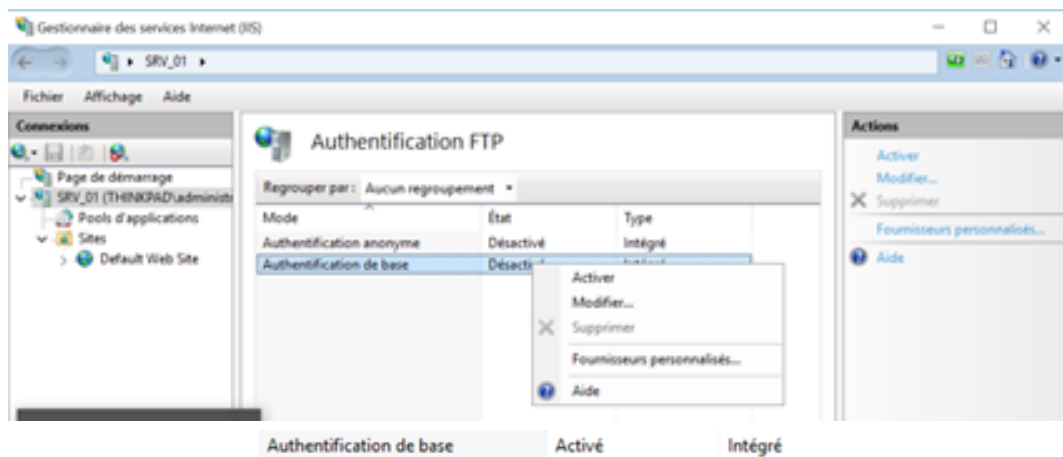 Gestionnaire des services Internet (IIS)
SRV_01
Fichier Affichage Aide
Connexions
Page de démarrage
SRV_01 (THINKPAD\administ
Pools d'applications
Sites
Default Web Site
Authentification FTP
Regrouper par : Aucun regroupement
Mode État Type
Authentification anonyme Désactivé Intégré
Authentification de base Désactivé
Activer
Modifier...
Supprimer
Fournisseurs personnalisés...
Aide
Actions
Activer
Modifier...
Supprimer
Fournisseurs personnalisés...
Aide
Authentification de base Activé Intégré